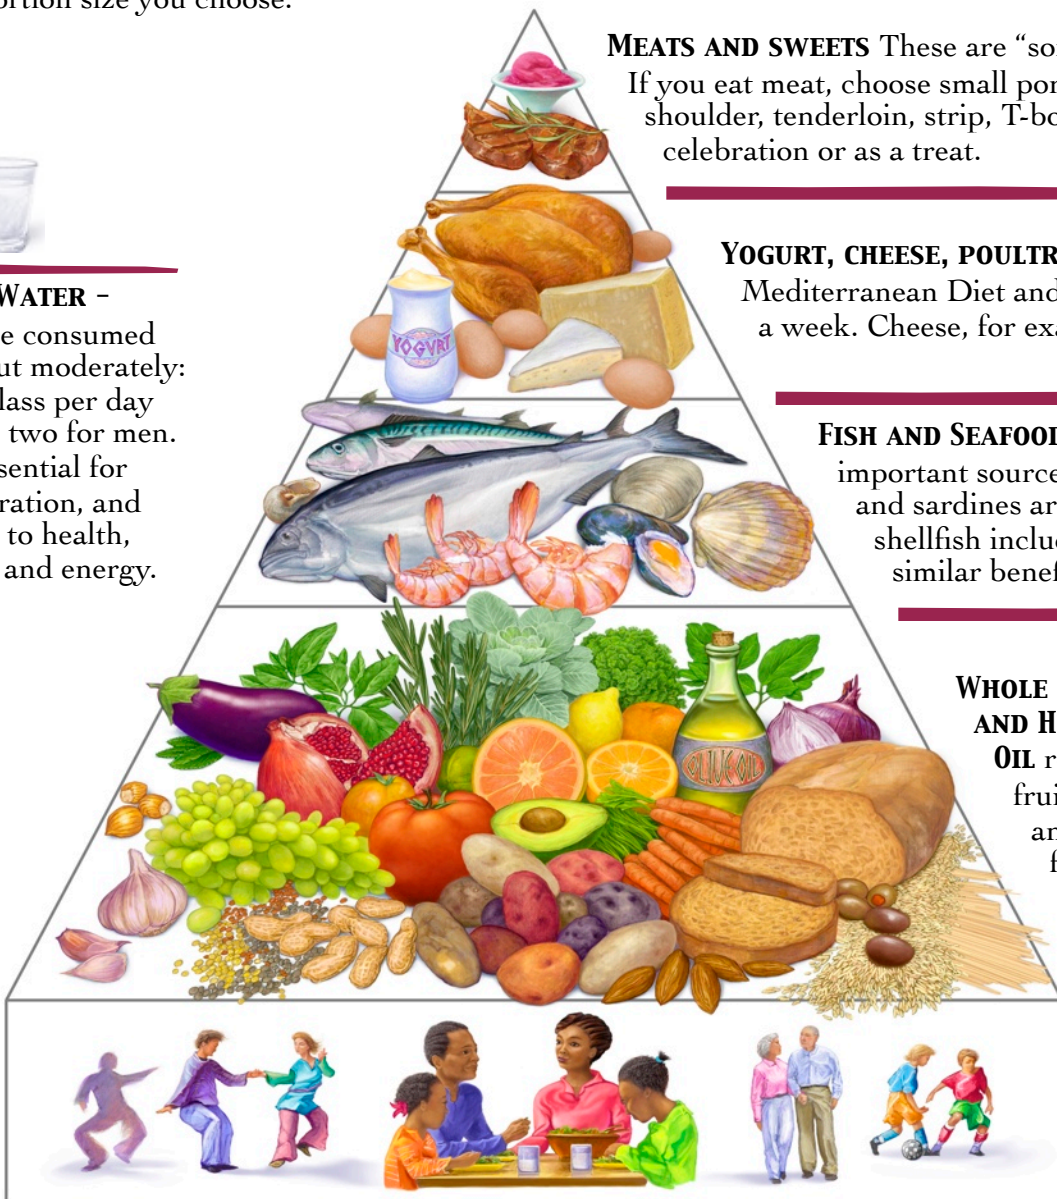 portion size you choose.
MEATS AND SWEETS These are “so
If you eat meat, choose small por
shoulder, tenderloin, strip, T-bo
celebration or as a treat.
YOGURT, CHEESE, POULTR
Mediterranean Diet and
a week. Cheese, for exa
YOGURT
WATER –
e consumed
ut moderately:
lass per day
two for men.
sential for
ration, and
to health,
and energy.
FISH AND SEAFOOD
important source
and sardines ar
shellfish inclu
similar benef
WHOLE
AND H
OIL r
frui
an
f
OLIVE OIL